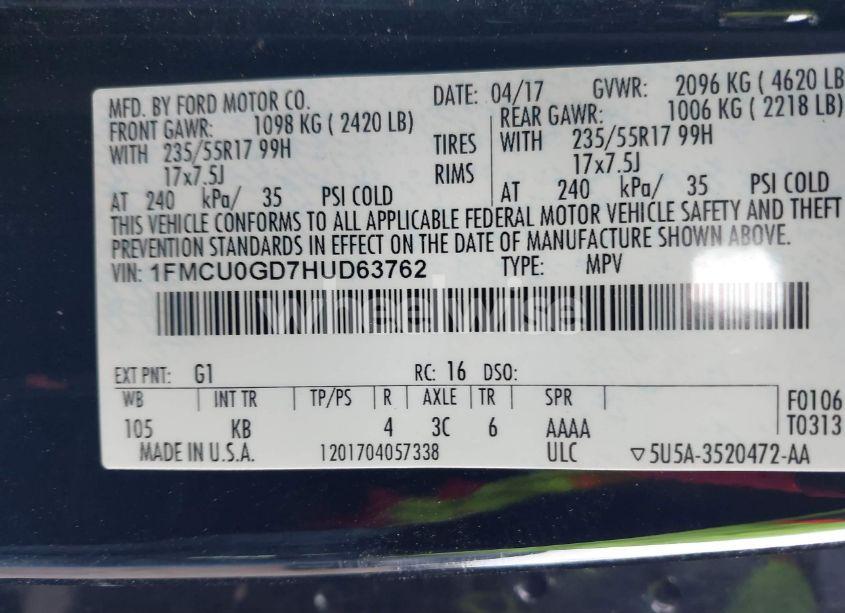 MFD. BY FORD MOTOR CO. DATE: 04/17 GVWR: 2096 KG ( 4620 LB
FRONT GAWR: 1098 KG ( 2420 LB) REAR GAWR: 1006 KG ( 2218 LB)
WITH 235/55R17 99H TIRES WITH 235/55R17 99H
17x7.5J RIMS 17x7.5J
AT 240 kPa/ 35 PSI COLD AT 240 kPa/ 35 PSI COLD
THIS VEHICLE CONFORMS TO ALL APPLICABLE FEDERAL MOTOR VEHICLE SAFETY AND THEFT
PREVENTION STANDARDS IN EFFECT ON THE DATE OF MANUFACTURE SHOWN ABOVE.
VIN: 1FMCU0GD7HUD63762 TYPE: MPV
wheelwise
EXT PNT: G1 RC: 16 DSO:
WB INT TR TP/PS R AXLE TR SPR F0106
105 KB 4 3C 6 AAAA T0313
MADE IN U.S.A. 1201704057338 ULC ▽5U5A-3520472-AA